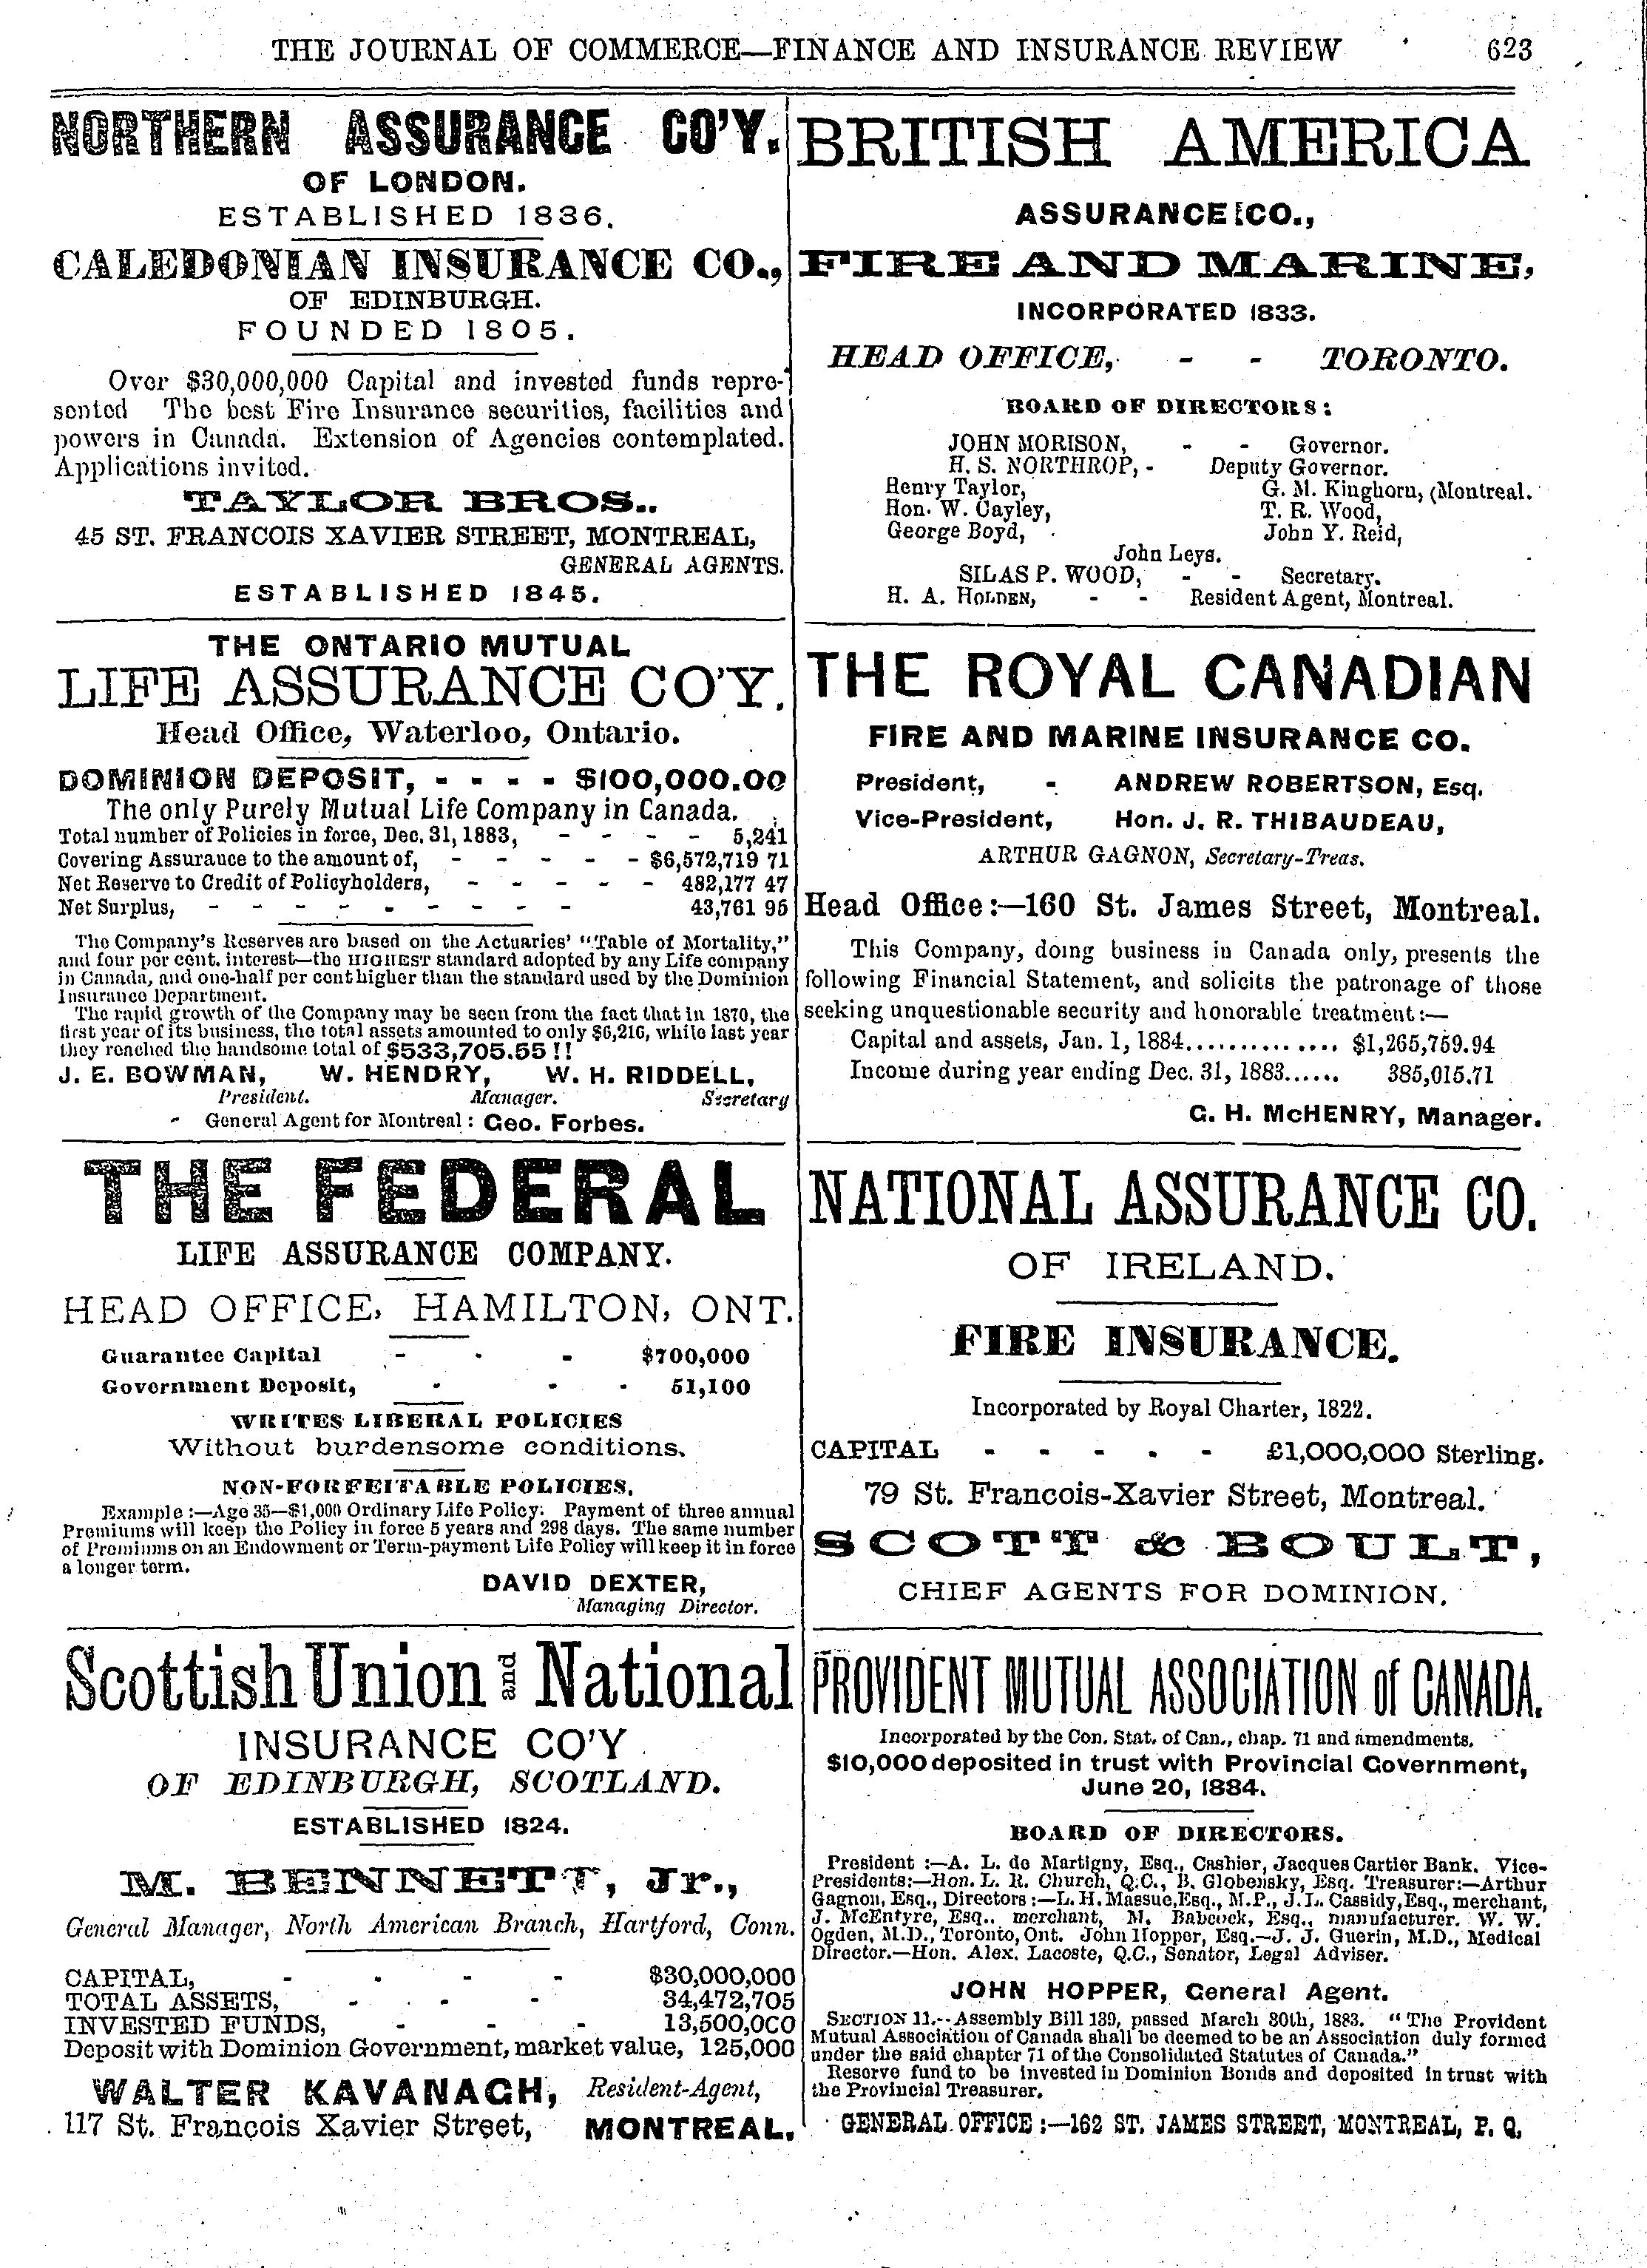 THE JOURNAL OF COMMERCE—FINANCE AND INSURANCE REVIEW 623
NORTHERN ASSURANCE CO'Y.
OF LONDON.
ESTABLISHED 1836.
CALEDONIAN INSURANCE CO.,
OF EDINBURGH.
FOUNDED 1805.
Over $30,000,000 Capital and invested funds repre-
sented The best Fire Insurance securities, facilities and
powers in Canada. Extension of Agencies contemplated.
Applications invited.
TAYLOR BROS..
45 ST. FRANCOIS XAVIER STREET, MONTREAL,
GENERAL AGENTS.
ESTABLISHED 1845.
THE ONTARIO MUTUAL
LIFE ASSURANCE CO'Y.
Head Office, Waterloo, Ontario.
DOMINION DEPOSIT, - - - - $100,000.00
The only Purely Mutual Life Company in Canada.
Total number of Policies in force, Dec. 31, 1883, - - - - 5,241
Covering Assurance to the amount of, - - - - - $6,572,719 71
Net Reserve to Credit of Policyholders, - - - - - 482,177 47
Net Surplus, - - - - - - - - - 43,761 95
The Company's Reserves are based on the Actuaries' "Table of Mortality,"
and four per cent. interest—the HIGHEST standard adopted by any Life company
in Canada, and one-half per cent higher than the standard used by the Dominion
Insurance Department.
The rapid growth of the Company may be seen from the fact that in 1870, the
first year of its business, the total assets amounted to only $6,216, while last year
they reached the handsome total of $533,705.55 !!
J. E. BOWMAN, W. HENDRY, W. H. RIDDELL,
President. Manager. Secretary
General Agent for Montreal : Geo. Forbes.
THE FEDERAL
LIFE ASSURANCE COMPANY.
HEAD OFFICE, HAMILTON, ONT.
Guarantee Capital - - - $700,000
Government Deposit, - - - 51,100
WRITES LIBERAL POLICIES
Without burdensome conditions.
NON-FORFEITABLE POLICIES.
Example :—Age 35—$1,000 Ordinary Life Policy. Payment of three annual
Premiums will keep the Policy in force 5 years and 298 days. The same number
of Premiums on an Endowment or Term-payment Life Policy will keep it in force
a longer term.
DAVID DEXTER,
Managing Director.
Scottish Union and National
INSURANCE CO'Y
OF EDINBURGH, SCOTLAND.
ESTABLISHED 1824.
M. BENNETT, Jr.,
General Manager, North American Branch, Hartford, Conn.
CAPITAL, - - - - $30,000,000
TOTAL ASSETS, - - - 34,472,705
INVESTED FUNDS, - - - 13,500,000
Deposit with Dominion Government, market value, 125,000
WALTER KAVANAGH, Resident-Agent,
117 St. Francois Xavier Street, MONTREAL.
BRITISH AMERICA
ASSURANCE CO.,
FIRE AND MARINE,
INCORPORATED 1833.
HEAD OFFICE, - - TORONTO.
BOARD OF DIRECTORS :
JOHN MORISON, - - Governor.
H. S. NORTHROP, - Deputy Governor.
Henry Taylor, G. M. Kinghorn, (Montreal.
Hon. W. Cayley, T. R. Wood,
George Boyd, John Y. Reid,
John Leys.
SILAS P. WOOD, - - Secretary.
H. A. HOLDEN, - - Resident Agent, Montreal.
THE ROYAL CANADIAN
FIRE AND MARINE INSURANCE CO.
President, - ANDREW ROBERTSON, Esq.
Vice-President, Hon. J. R. THIBAUDEAU,
ARTHUR GAGNON, Secretary-Treas.
Head Office:—160 St. James Street, Montreal.
This Company, doing business in Canada only, presents the
following Financial Statement, and solicits the patronage of those
seeking unquestionable security and honorable treatment:—
Capital and assets, Jan. 1, 1884.............. $1,265,759.94
Income during year ending Dec. 31, 1883...... 385,015.71
G. H. McHENRY, Manager.
NATIONAL ASSURANCE CO.
OF IRELAND.
FIRE INSURANCE.
Incorporated by Royal Charter, 1822.
CAPITAL - - - - - £1,000,000 Sterling.
79 St. Francois-Xavier Street, Montreal.
SCOTT & BOULT,
CHIEF AGENTS FOR DOMINION.
PROVIDENT MUTUAL ASSOCIATION of CANADA.
Incorporated by the Con. Stat. of Can., chap. 71 and amendments.
$10,000 deposited in trust with Provincial Government,
June 20, 1884.
BOARD OF DIRECTORS.
President :—A. L. de Martigny, Esq., Cashier, Jacques Cartier Bank. Vice-
Presidents:—Hon. L. R. Church, Q.C., B. Globensky, Esq. Treasurer:—Arthur
Gagnon, Esq., Directors :—L. H. Massue, Esq., M.P., J. L. Cassidy, Esq., merchant,
J. McEntyre, Esq.. merchant, M. Babcock, Esq., manufacturer. W. W.
Ogden, M.D., Toronto, Ont. John Hopper, Esq.—J. J. Guerin, M.D., Medical
Director.—Hon. Alex. Lacoste, Q.C., Senator, Legal Adviser.
JOHN HOPPER, General Agent.
SECTION 11.--Assembly Bill 139, passed March 30th, 1883. "The Provident
Mutual Association of Canada shall be deemed to be an Association duly formed
under the said chapter 71 of the Consolidated Statutes of Canada."
Reserve fund to be invested in Dominion Bonds and deposited in trust with
the Provincial Treasurer.
GENERAL OFFICE :—162 ST. JAMES STREET, MONTREAL, P. Q.